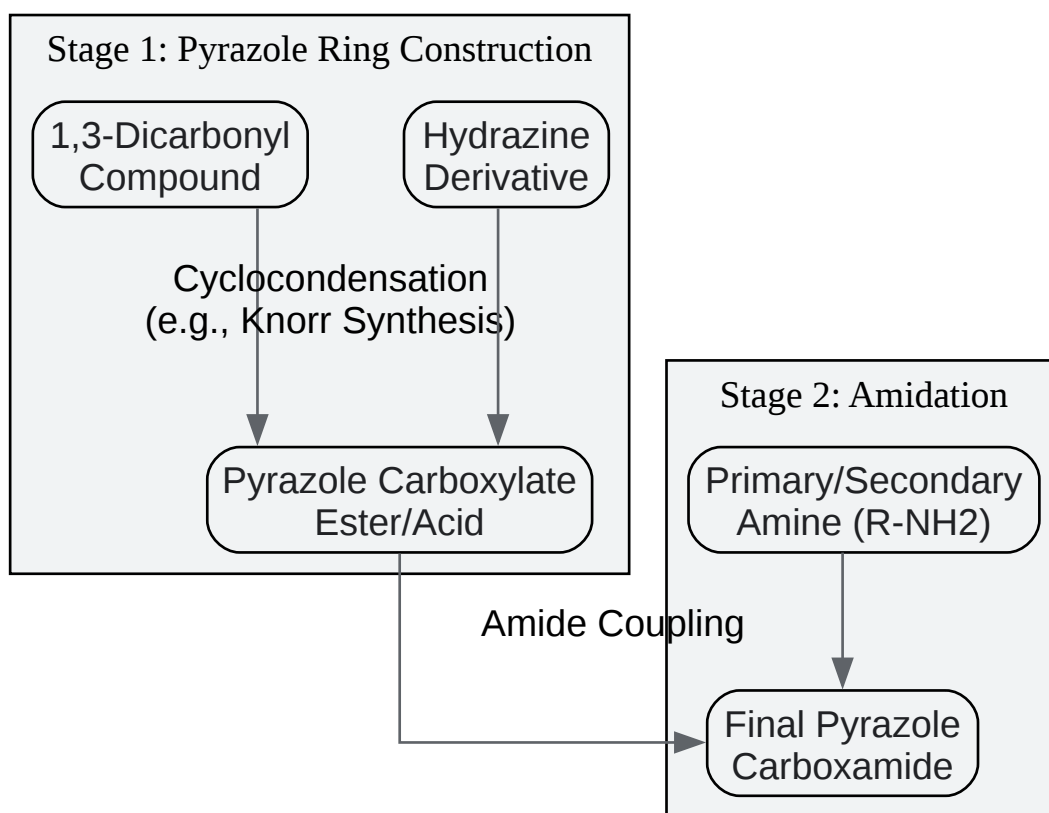 Stage 1: Pyrazole Ring Construction
1,3-Dicarbonyl
Compound
Hydrazine
Derivative
Cyclocondensation
(e.g., Knorr Synthesis)
Pyrazole Carboxylate
Ester/Acid
Stage 2: Amidation
Primary/Secondary
Amine (R-NH2)
Amide Coupling
Final Pyrazole
Carboxamide